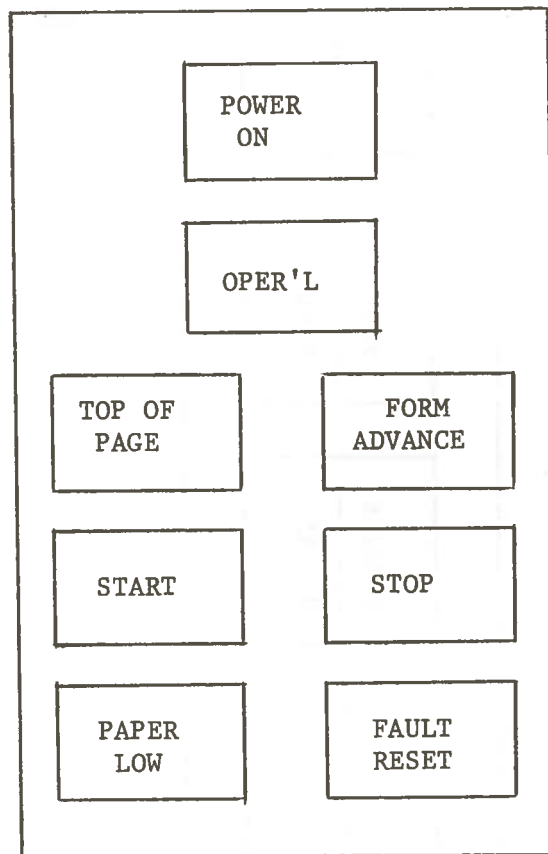 POWER
ON
OPER'L
TOP OF
PAGE
FORM
ADVANCE
START
STOP
PAPER
LOW
FAULT
RESET